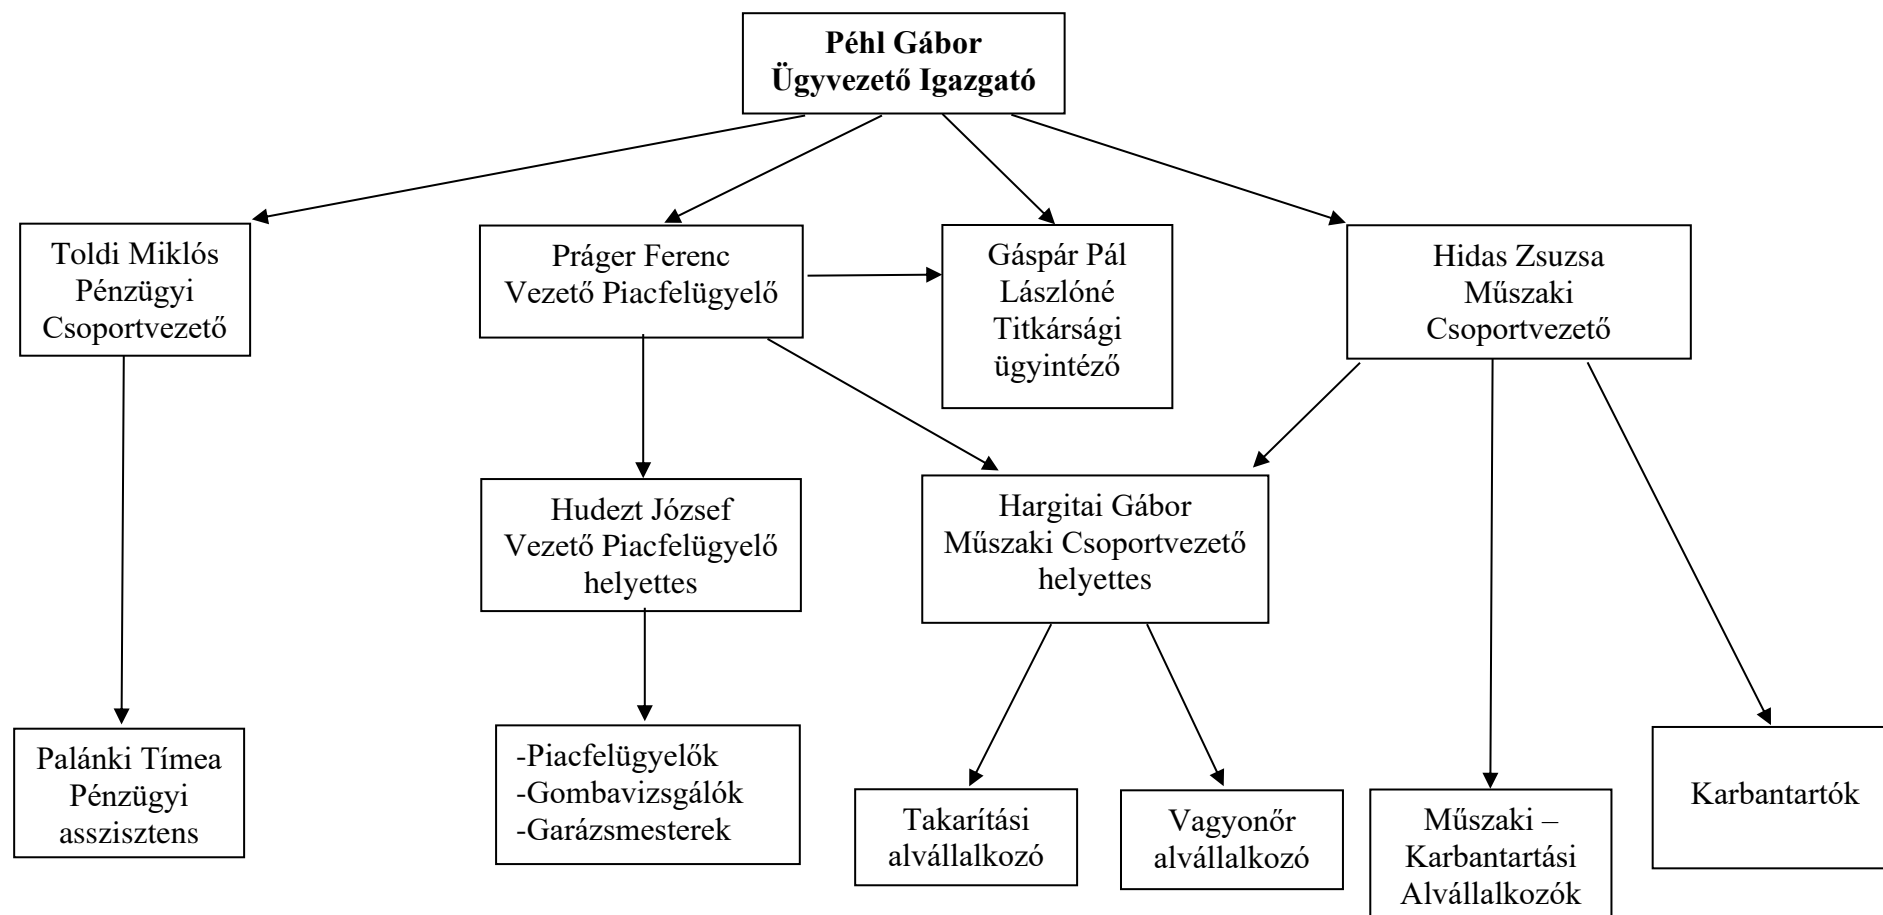 Péhl Gábor
Ügyvezető Igazgató
Toldi Miklós
Pénzügyi
Csoportvezető
Práger Ferenc
Vezető Piacfelügyelő
Gáspár Pál
Lászlóné
Titkársági
ügyintéző
Hidas Zsuzsa
Műszaki
Csoportvezető
Hudezt József
Vezető Piacfelügyelő
helyettes
Hargitai Gábor
Műszaki Csoportvezető
helyettes
Palánki Tímea
Pénzügyi
asszisztens
-Piacfelügyelők
-Gombavizsgálók
-Garázsmesterek
Takarítási
alvállalkozó
Vagyonőr
alvállalkozó
Műszaki –
Karbantartási
Alvállalkozók
Karbantartók